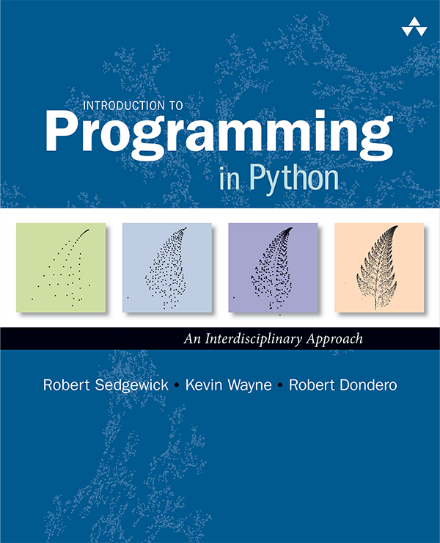 INTRODUCTION TO
Programming
in Python
An Interdisciplinary Approach
Robert Sedgewick • Kevin Wayne • Robert Dondero